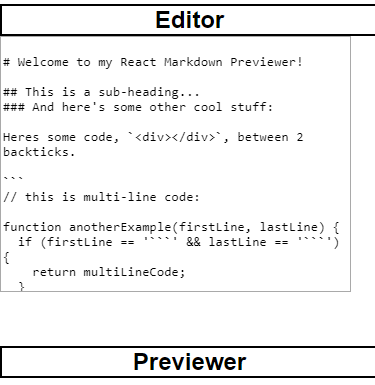 Editor
# Welcome to my React Markdown Previewer!
## This is a sub-heading...
### And here's some other cool stuff:
Heres some code, `<div></div>`, between 2
backticks.
```
// this is multi-line code:
function anotherExample(firstLine, lastLine) {
  if (firstLine == '```' && lastLine == '```')
{
    return multiLineCode;
  }
Previewer